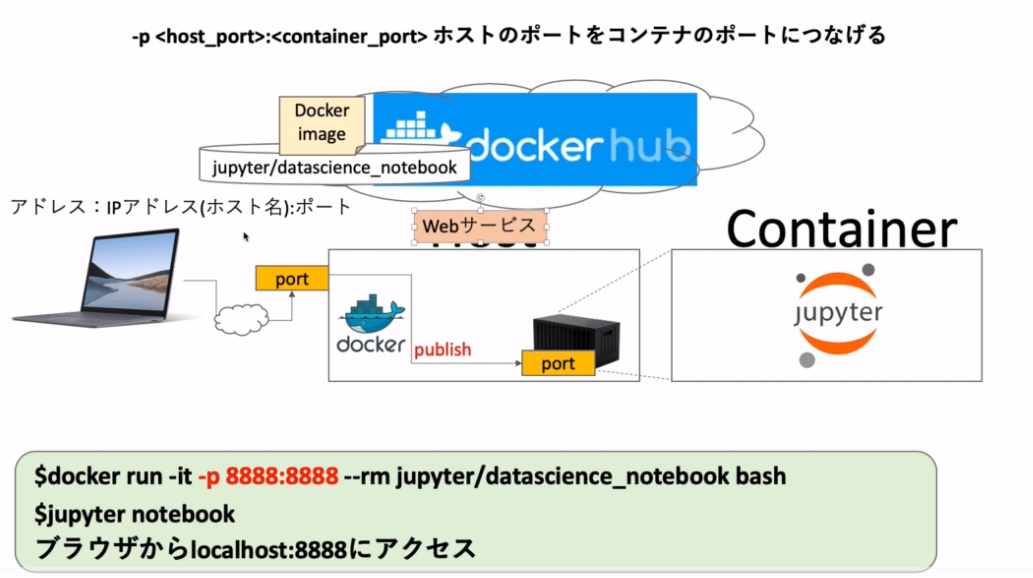 -p <host_port>:<container_port> ホストのポートをコンテナのポートにつなげる
Docker
image
docker hub
jupyter/datascience_notebook
アドレス：IPアドレス(ホスト名):ポート
Webサービス
Container
port
docker
publish
port
jupyter
$docker run -it -p 8888:8888 --rm jupyter/datascience_notebook bash
$jupyter notebook
ブラウザからlocalhost:8888にアクセス